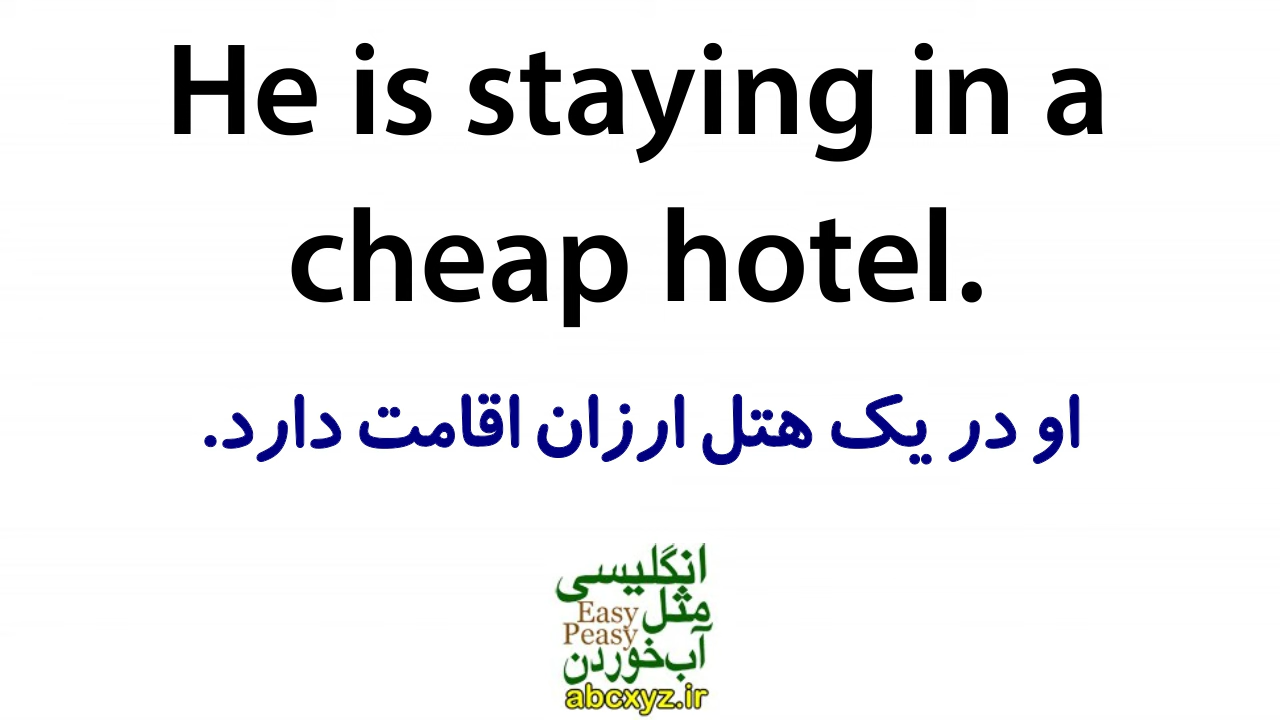 He is staying in a
cheap hotel.
او در یک هتل ارزان اقامت دارد.
انگلیسی
مثل
Easy
Peasy
آب‌خوردن
abcxyz.ir